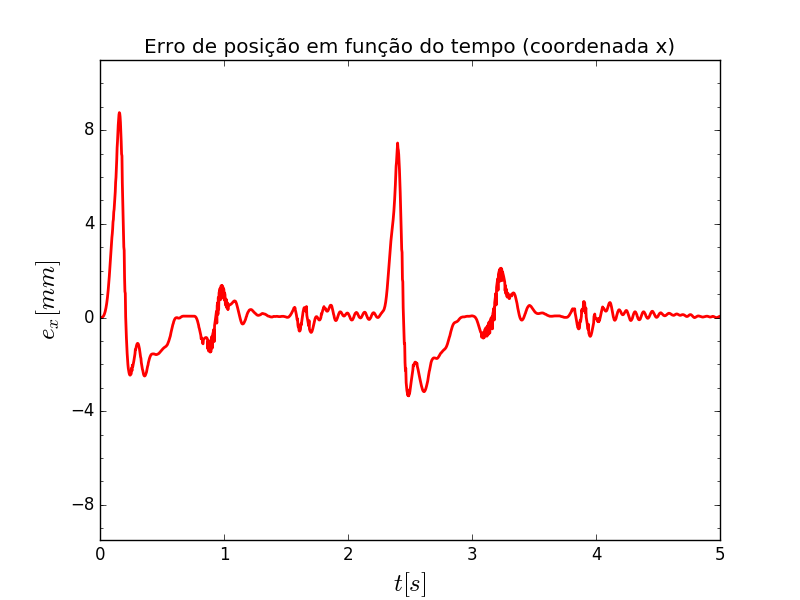 Erro de posição em função do tempo (coordenada x)
8
4
0
−4
−8
e_x[mm]
0 1 2 3 4 5
t[s]